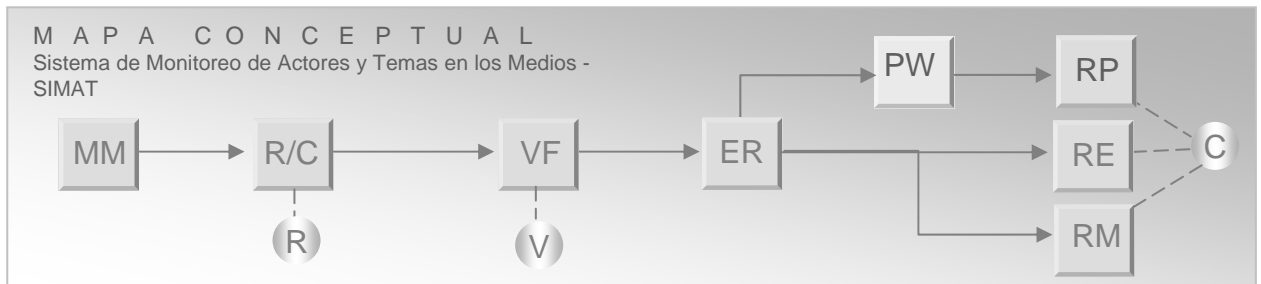 M A P A C O N C E P T U A L
Sistema de Monitoreo de Actores y Temas en los Medios -
SIMAT
PW
RP
MM
R/C
VF
ER
RE
C
R
V
RM